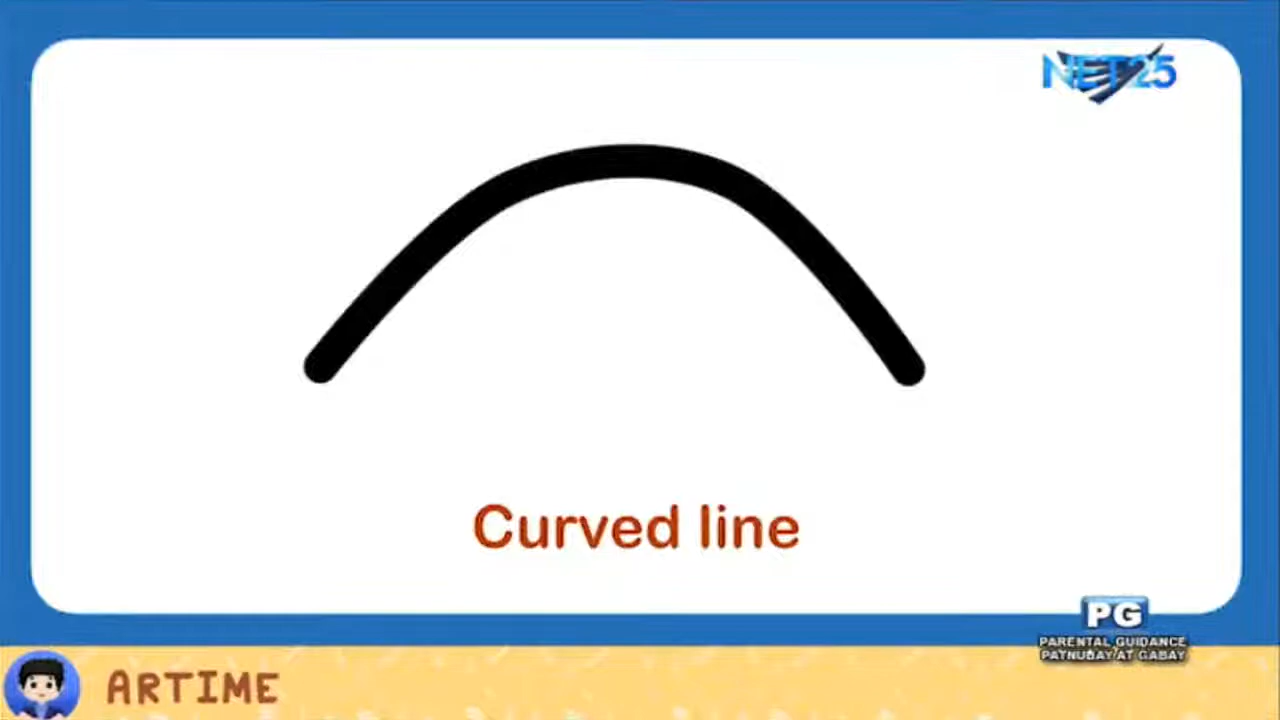 NET25
Curved line
PG
PARENTAL GUIDANCE
PATNUBAY AT GABAY
ARTIME